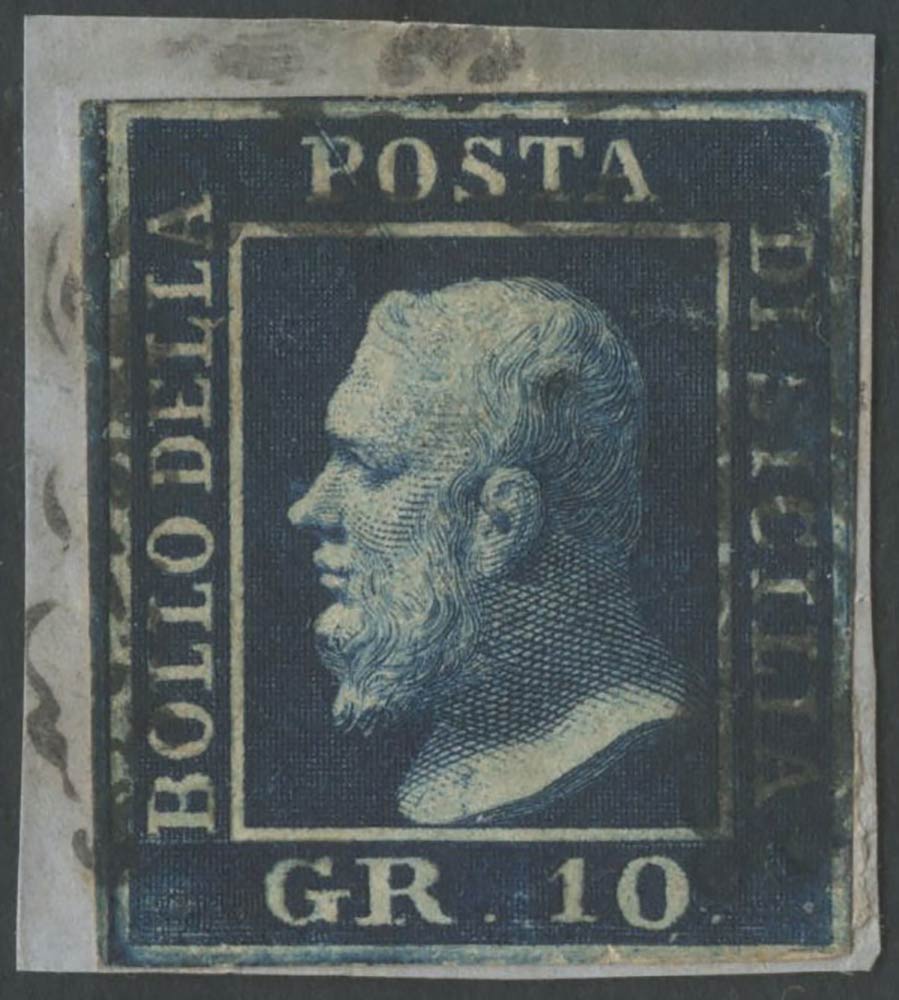 BOLLO DELLA
POSTA
DI SICILIA
GR. 10